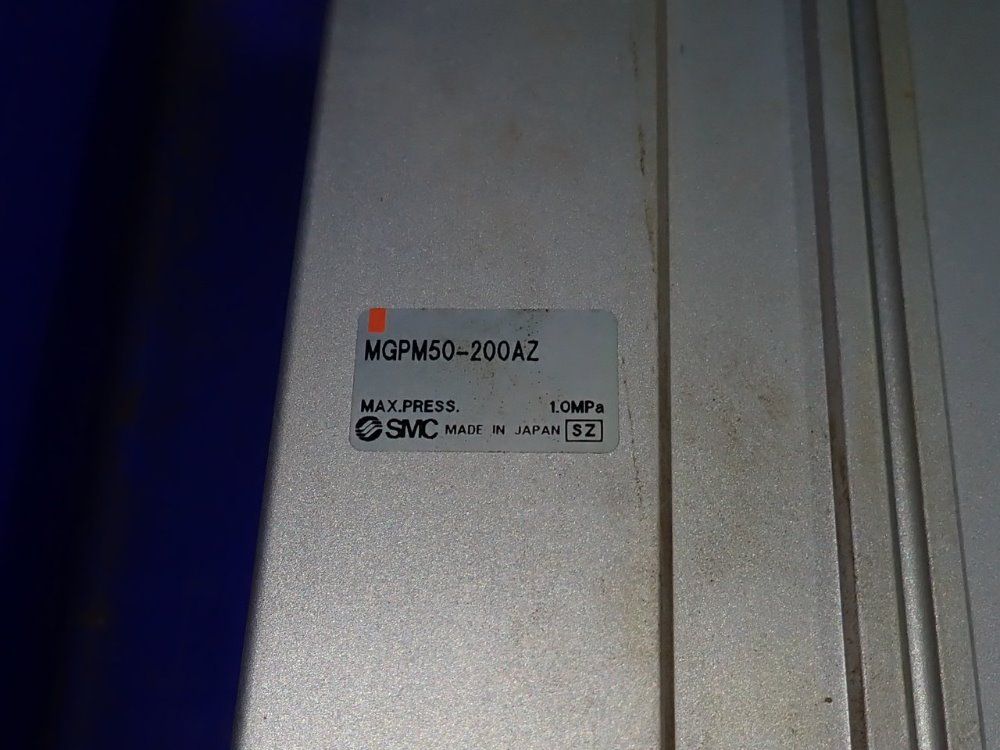 MGPM50-200AZ
MAX.PRESS. 1.0MPa
SMC MADE IN JAPAN SZ